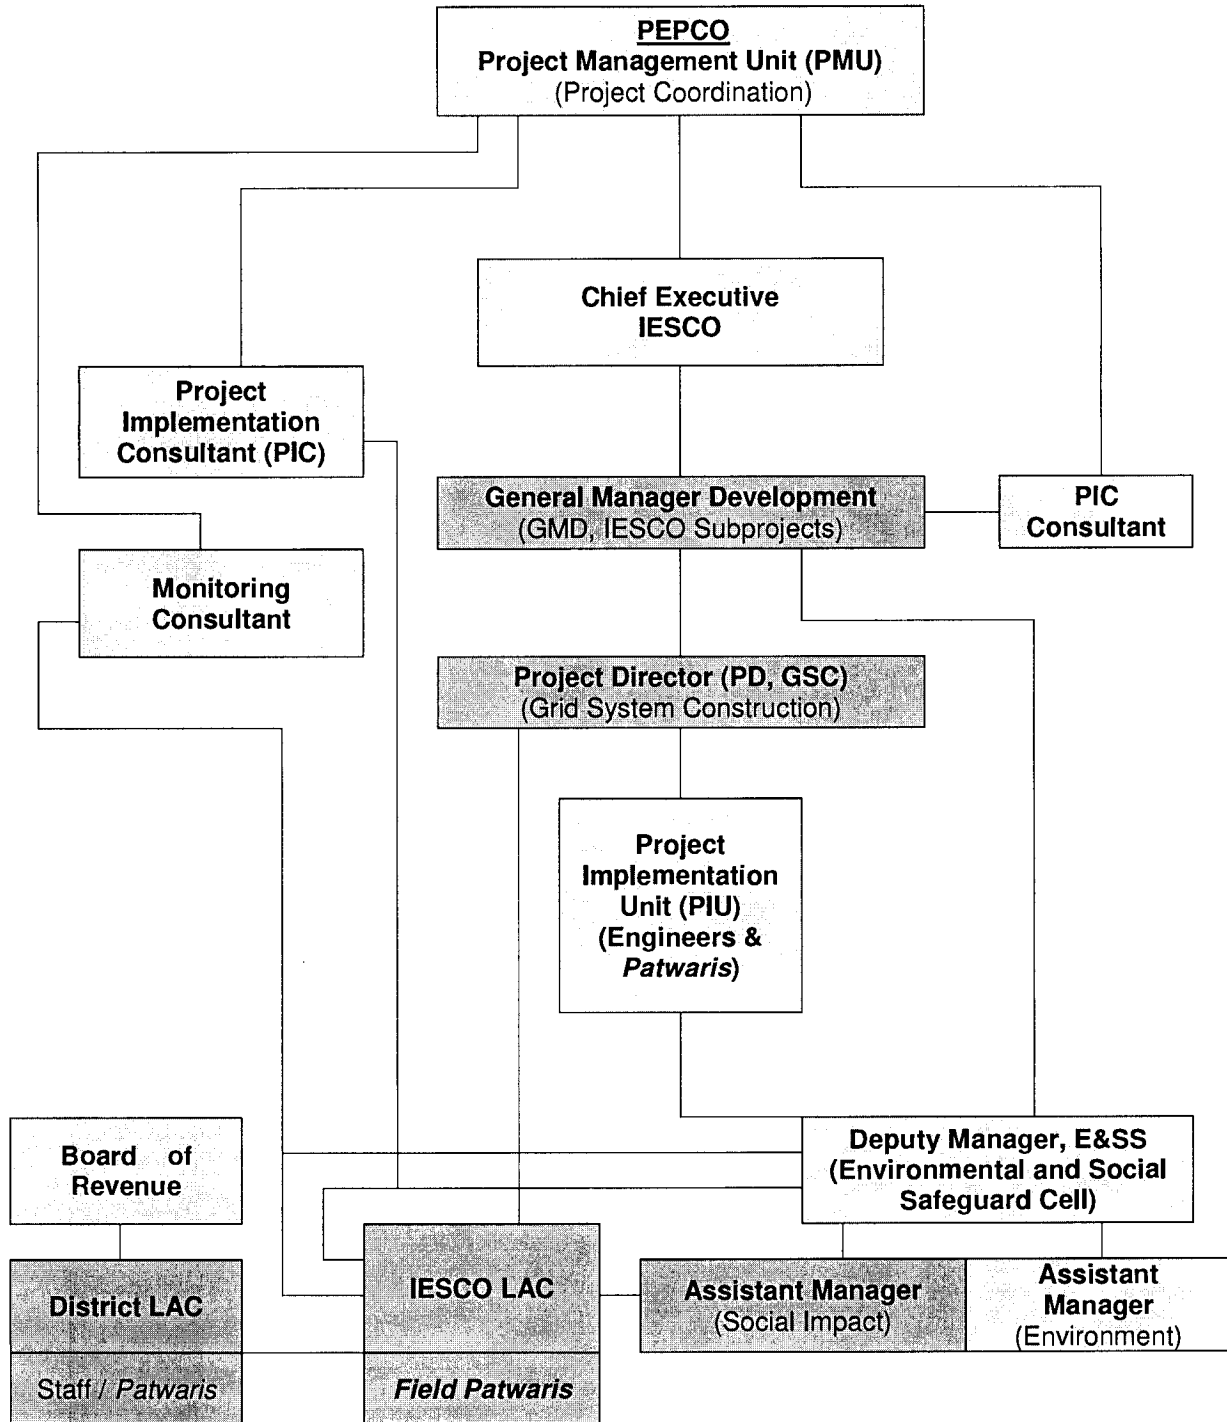 PEPCO
Project Management Unit (PMU)
(Project Coordination)
Chief Executive
IESCO
Project
Implementation
Consultant (PIC)
General Manager Development
(GMD, IESCO Subprojects)
PIC
Consultant
Monitoring
Consultant
Project Director (PD, GSC)
(Grid System Construction)
Project
Implementation
Unit (PIU)
(Engineers &
Patwaris)
Board of
Revenue
Deputy Manager, E&SS
(Environmental and Social
Safeguard Cell)
District LAC
IESCO LAC
Assistant Manager
(Social Impact)
Assistant
Manager
(Environment)
Staff / Patwaris
Field Patwaris